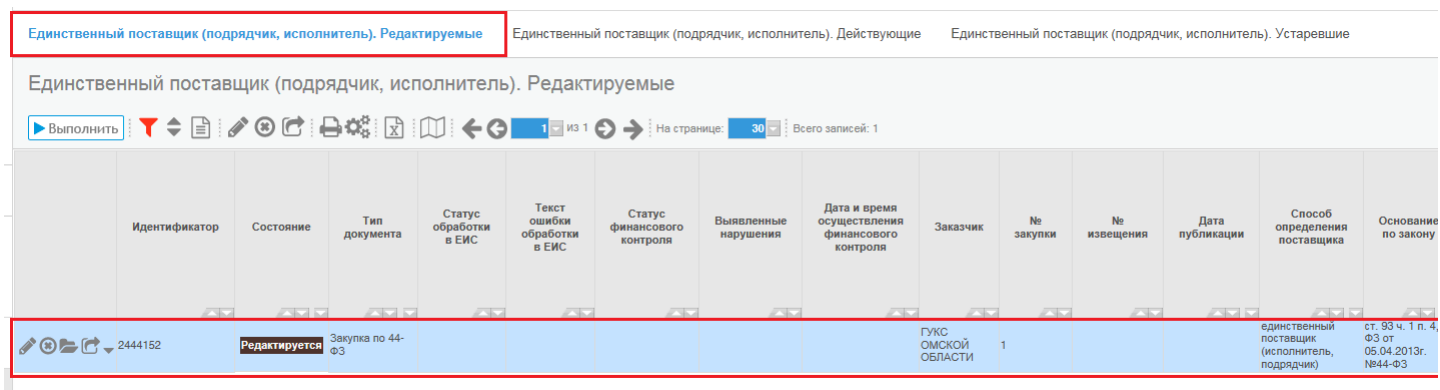 Единственный поставщик (подрядчик, исполнитель). Редактируемые Единственный поставщик (подрядчик, исполнитель). Действующие Единственный поставщик (подрядчик, исполнитель). Устаревшие
Единственный поставщик (подрядчик, исполнитель). Редактируемые
Выполнить 1 из 1 На странице: 30 Всего записей: 1
Идентификатор
Состояние
Тип
документа
Статус
обработки
в ЕИС
Текст
ошибки
обработки
в ЕИС
Статус
финансового
контроля
Выявленные
нарушения
Дата и время
осуществления
финансового
контроля
Заказчик
№
закупки
№
извещения
Дата
публикации
Способ
определения
поставщика
Основание
по закону
2444152
Редактируется
Закупка по 44-
ФЗ
ГУКС
ОМСКОЙ
ОБЛАСТИ
1
единственный
поставщик
(исполнитель,
подрядчик)
ст. 93 ч. 1 п. 4,
ФЗ от
05.04.2013г.
№44-ФЗ